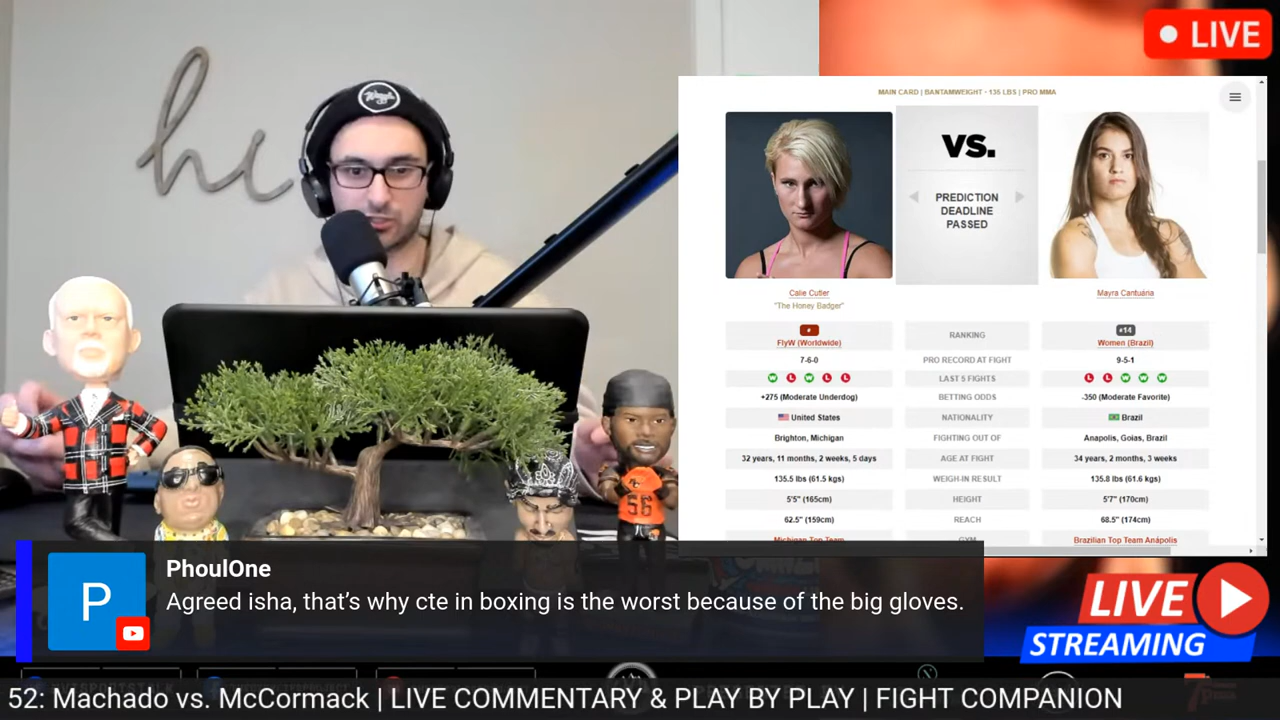 LIVE
hi
Waggle
MAIN CARD | BANTAMWEIGHT · 135 LBS | PRO MMA
VS.
PREDICTION
DEADLINE
PASSED
Calie Cutler
"The Honey Badger"
Mayra Cantuária
FlyW (Worldwide)
RANKING
#14
Women (Brazil)
7-6-0
PRO RECORD AT FIGHT
9-5-1
W L W L L
LAST 5 FIGHTS
L L W W W
+275 (Moderate Underdog)
BETTING ODDS
-350 (Moderate Favorite)
United States
NATIONALITY
Brazil
Brighton, Michigan
FIGHTING OUT OF
Anapolis, Goias, Brazil
32 years, 11 months, 2 weeks, 5 days
AGE AT FIGHT
34 years, 2 months, 3 weeks
135.5 lbs (61.5 kgs)
WEIGH-IN RESULT
135.8 lbs (61.6 kgs)
5'5" (165cm)
HEIGHT
5'7" (170cm)
62.5" (159cm)
REACH
68.5" (174cm)
Michigan Top Team
GYM
Brazilian Top Team Anápolis
56
P
PhoulOne
Agreed isha, that's why cte in boxing is the worst because of the big gloves.
LIVE
STREAMING
52: Machado vs. McCormack | LIVE COMMENTARY & PLAY BY PLAY | FIGHT COMPANION